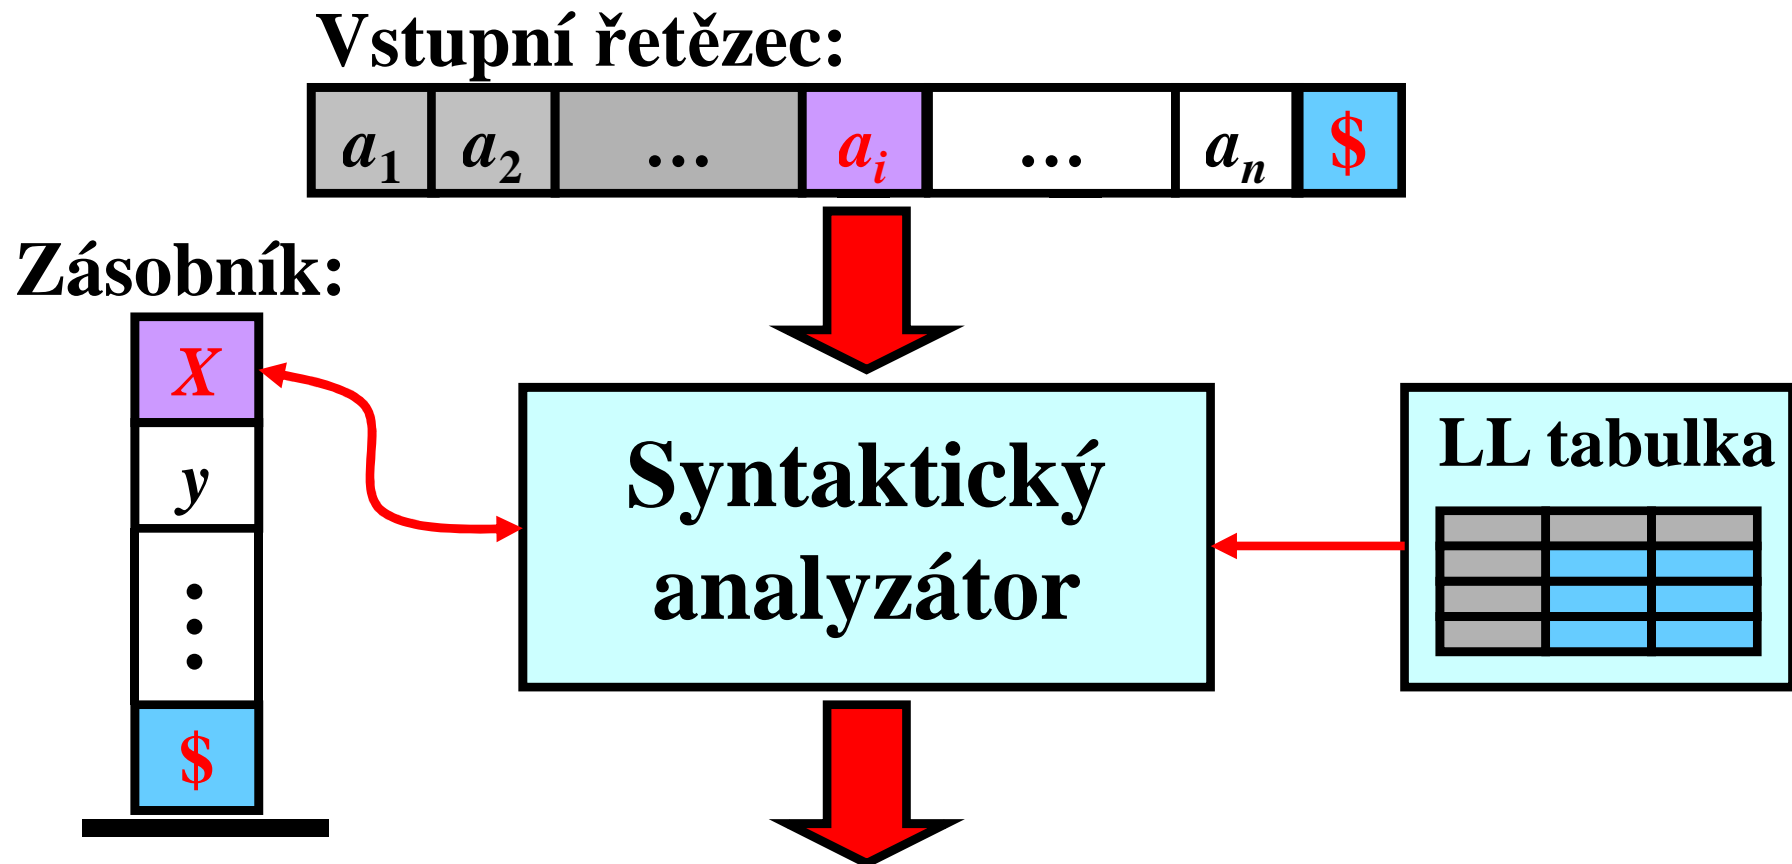 Vstupní řetězec:
a1 a2 … ai … an $
Zásobník:
X
y
⋮
$
Syntaktický
analyzátor
LL tabulka